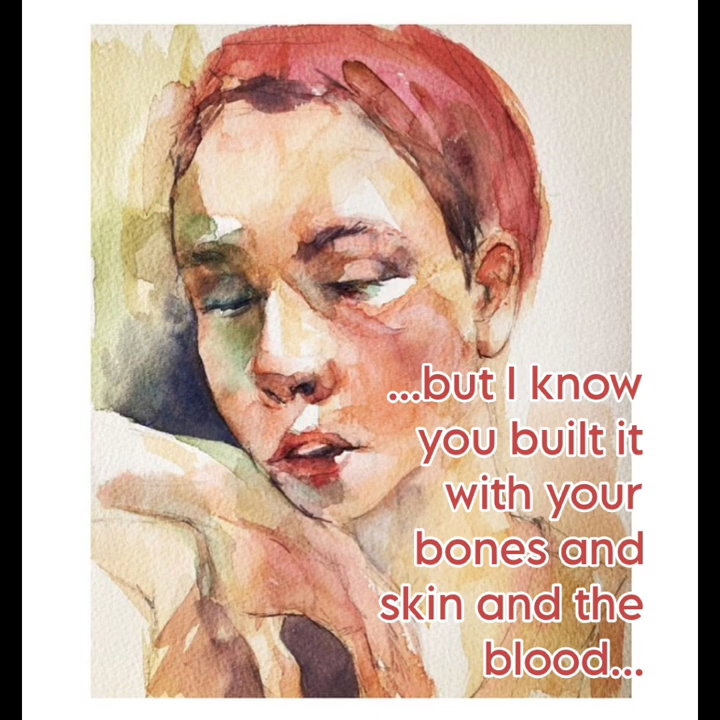 ...but I know
you built it
with your
bones and
skin and the
blood...